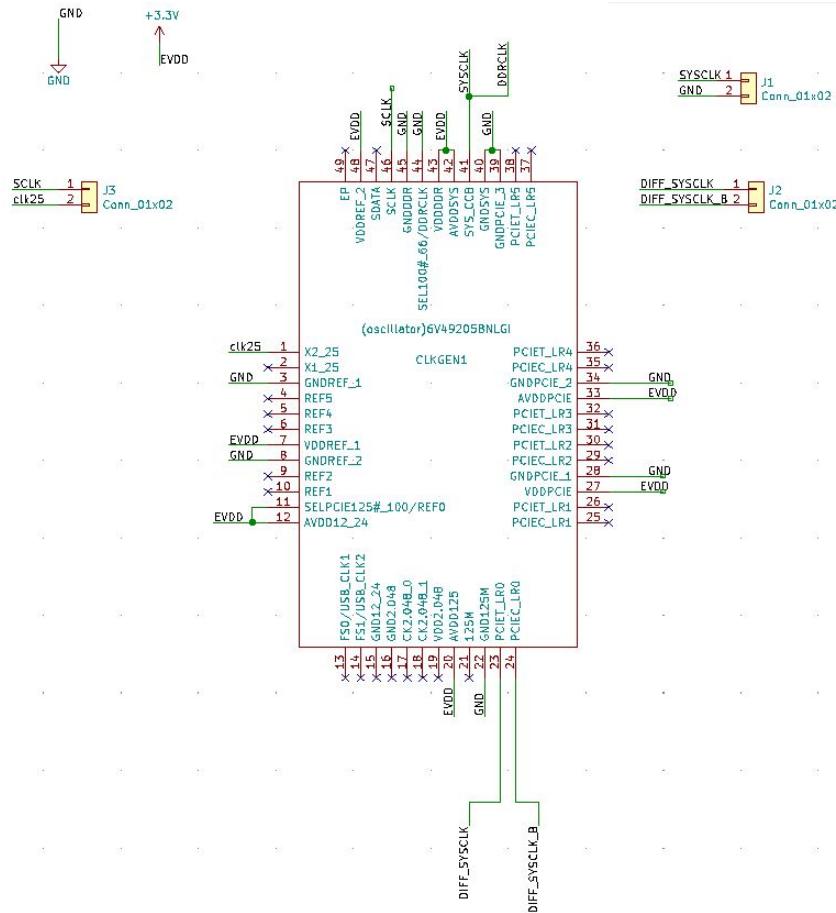 GND
GND
+3.3V
EVDD
SYSCLK
DDRCLK
SYSCLK 1
GND 2
J1
Conn_01x02
SCLK 1
clk25 2
J3
Conn_01x02
DIFF_SYSCLK 1
DIFF_SYSCLK_B 2
J2
Conn_01x02
EVDD
SCLK
GND
GND
EVDD
GND
49 48 47 46 45 44 43 42 41 40 39 38 37
EP
VDDREF_2
SDATA
SCLK
GNDDDR
SEL100#_66/DDRCLK
VDDDDR
AVDDSYS
SYS_CCB
GNDSYS
GNDPCIE_3
PCIET_LR5
PCIEC_LR5
(oscillator)6V49205BNLGI
CLKGEN1
clk25 1 X2_25
2 X1_25
GND 3 GNDREF_1
4 REF5
5 REF4
6 REF3
EVDD 7 VDDREF_1
GND 8 GNDREF_2
9 REF2
10 REF1
11 SELPCIE125#_100/REF0
EVDD 12 AVDD12_24
PCIET_LR4 36
PCIEC_LR4 35
GNDPCIE_2 34 GND
AVDDPCIE 33 EVDD
PCIET_LR3 32
PCIEC_LR3 31
PCIET_LR2 30
PCIEC_LR2 29
GNDPCIE_1 28 GND
VDDPCIE 27 EVDD
PCIET_LR1 26
PCIEC_LR1 25
FS0/USB_CLK1
FS1/USB_CLK2
GND12_24
GND2.048
CK2.048_0
CK2.048_1
VDD2.048
AVDD125
125M
GND125M
PCIET_LR0
PCIEC_LR0
13 14 15 16 17 18 19 20 21 22 23 24
EVDD
GND
DIFF_SYSCLK
DIFF_SYSCLK_B